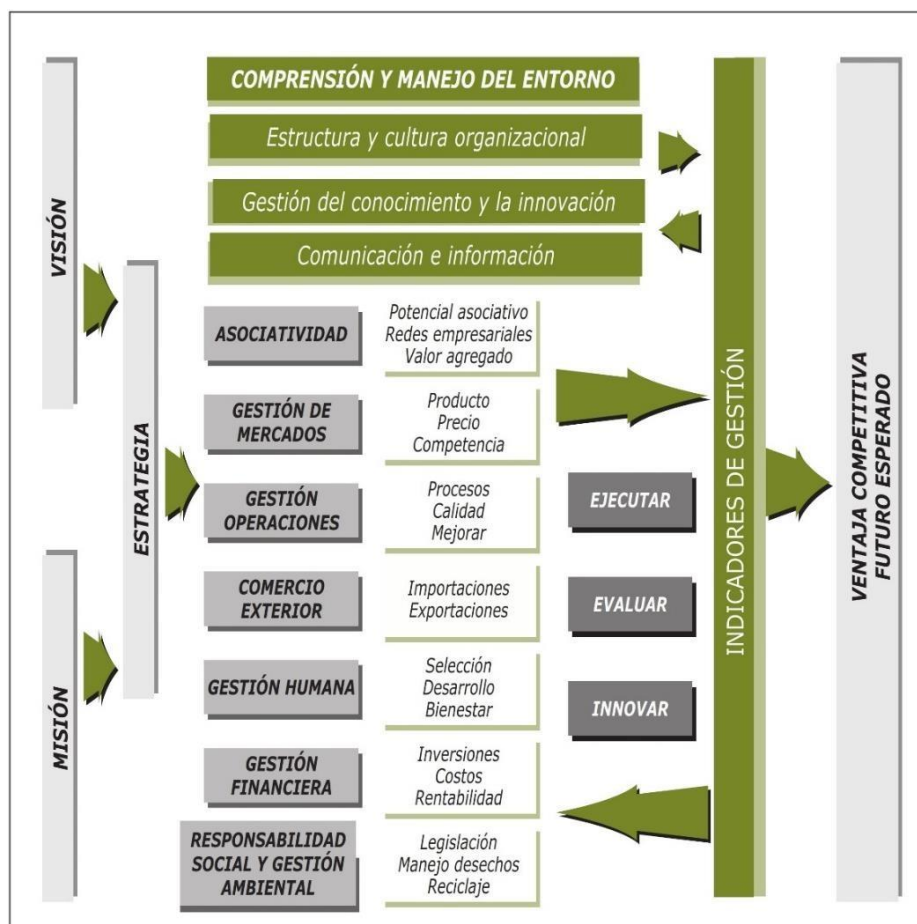 VISIÓN
MISIÓN
ESTRATEGIA
COMPRENSIÓN Y MANEJO DEL ENTORNO
Estructura y cultura organizacional
Gestión del conocimiento y la innovación
Comunicación e información
ASOCIATIVIDAD
Potencial asociativo
Redes empresariales
Valor agregado
GESTIÓN DE
MERCADOS
Producto
Precio
Competencia
GESTIÓN
OPERACIONES
Procesos
Calidad
Mejorar
COMERCIO
EXTERIOR
Importaciones
Exportaciones
GESTIÓN HUMANA
Selección
Desarrollo
Bienestar
GESTIÓN
FINANCIERA
Inversiones
Costos
Rentabilidad
RESPONSABILIDAD
SOCIAL Y GESTIÓN
AMBIENTAL
Legislación
Manejo desechos
Reciclaje
EJECUTAR
EVALUAR
INNOVAR
INDICADORES DE GESTIÓN
VENTAJA COMPETITIVA
FUTURO ESPERADO